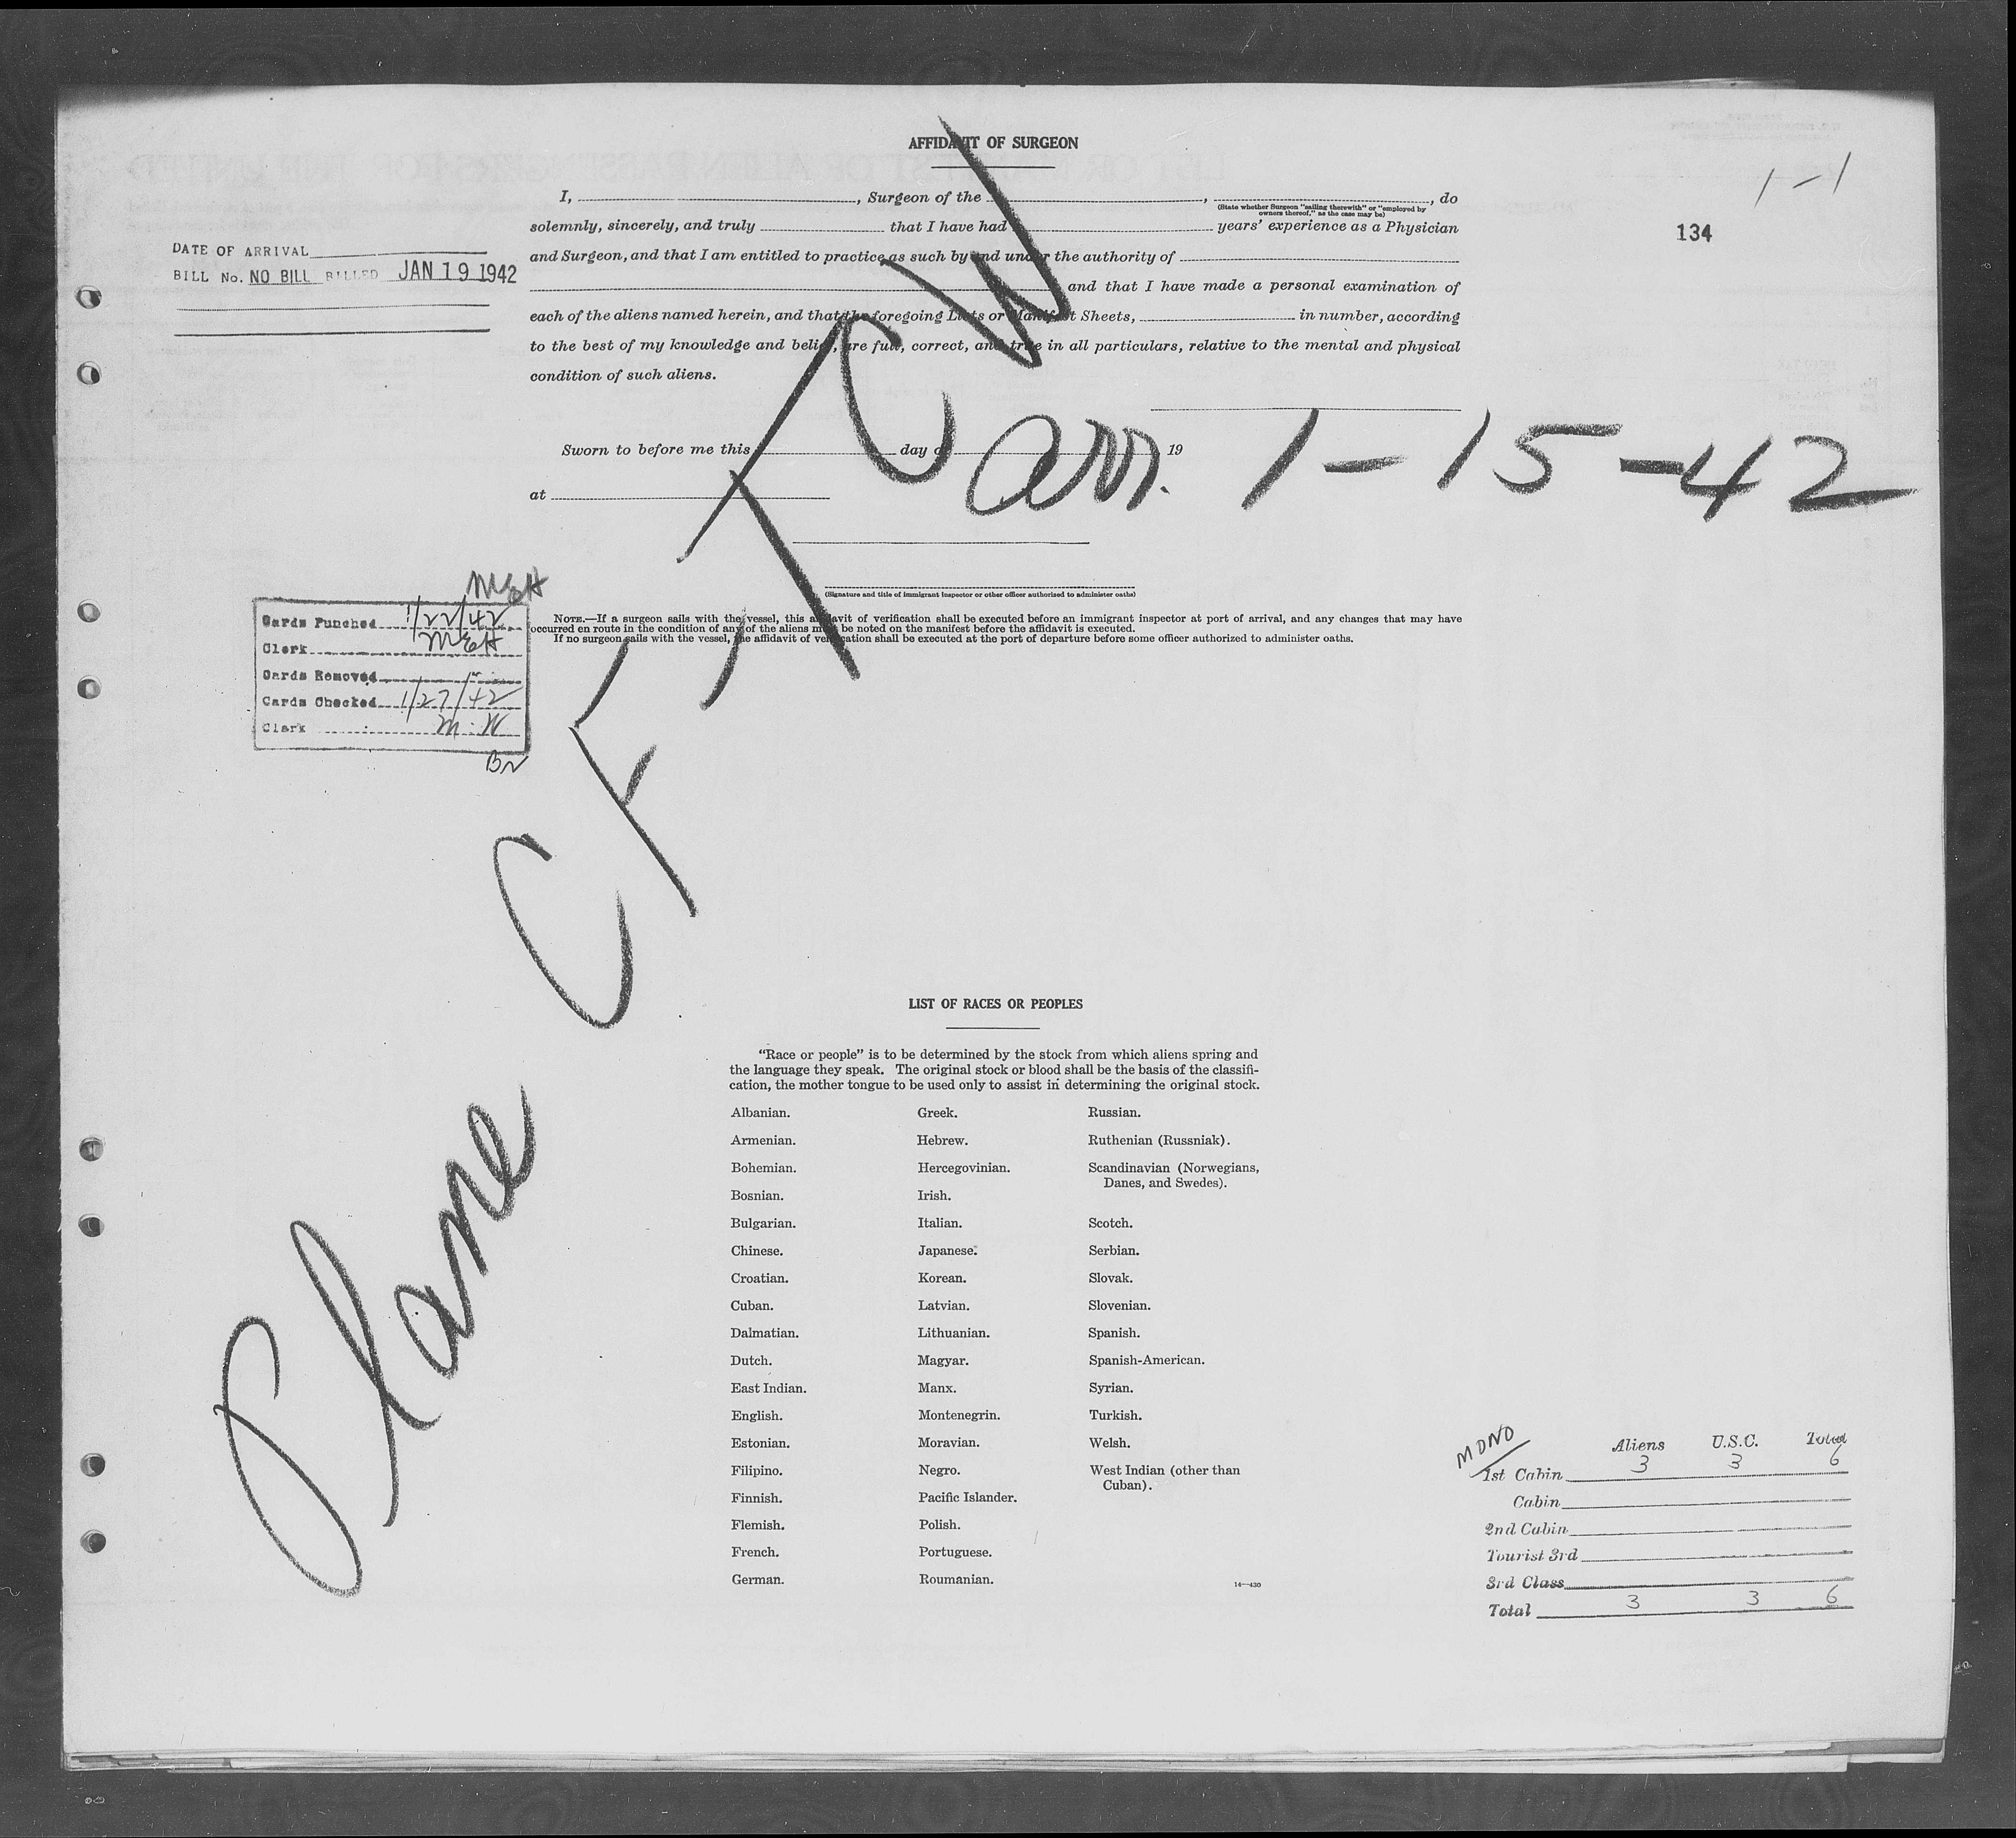 AFFIDAVIT OF SURGEON
1-1
134
I, , Surgeon of the , , do
(State whether Surgeon "sailing therewith" or "employed by
owners thereof," as the case may be)
solemnly, sincerely, and truly that I have had years' experience as a Physician
and Surgeon, and that I am entitled to practice as such by and under the authority of
and that I have made a personal examination of
each of the aliens named herein, and that the foregoing Lists or Manifest Sheets, in number, according
to the best of my knowledge and belief, are full, correct, and true in all particulars, relative to the mental and physical
condition of such aliens.
DATE OF ARRIVAL
BILL No. NO BILL BILLED JAN 19 1942
Sworn to before me this day of 19
at
arr. 1-15-42
(Signature and title of immigrant inspector or other officer authorized to administer oaths)
NOTE.—If a surgeon sails with the vessel, this affidavit of verification shall be executed before an immigrant inspector at port of arrival, and any changes that may have
occurred en route in the condition of any of the aliens must be noted on the manifest before the affidavit is executed.
If no surgeon sails with the vessel, the affidavit of verification shall be executed at the port of departure before some officer authorized to administer oaths.
MEH
Cards Punched 1/22/42
Clerk MEH
Cards Removed
Cards Checked 1/27/42
Clerk M.W
Plane CF, TCW
LIST OF RACES OR PEOPLES
"Race or people" is to be determined by the stock from which aliens spring and
the language they speak. The original stock or blood shall be the basis of the classifi-
cation, the mother tongue to be used only to assist in determining the original stock.
Albanian.
Armenian.
Bohemian.
Bosnian.
Bulgarian.
Chinese.
Croatian.
Cuban.
Dalmatian.
Dutch.
East Indian.
English.
Estonian.
Filipino.
Finnish.
Flemish.
French.
German.
Greek.
Hebrew.
Hercegovinian.
Irish.
Italian.
Japanese.
Korean.
Latvian.
Lithuanian.
Magyar.
Manx.
Montenegrin.
Moravian.
Negro.
Pacific Islander.
Polish.
Portuguese.
Roumanian.
Russian.
Ruthenian (Russniak).
Scandinavian (Norwegians,
Danes, and Swedes).
Scotch.
Serbian.
Slovak.
Slovenian.
Spanish.
Spanish-American.
Syrian.
Turkish.
Welsh.
West Indian (other than
Cuban).
14—430
MONO
Aliens U.S.C. Total
1st Cabin 3 3 6
Cabin
2nd Cabin
Tourist 3rd
3rd Class
Total 3 3 6